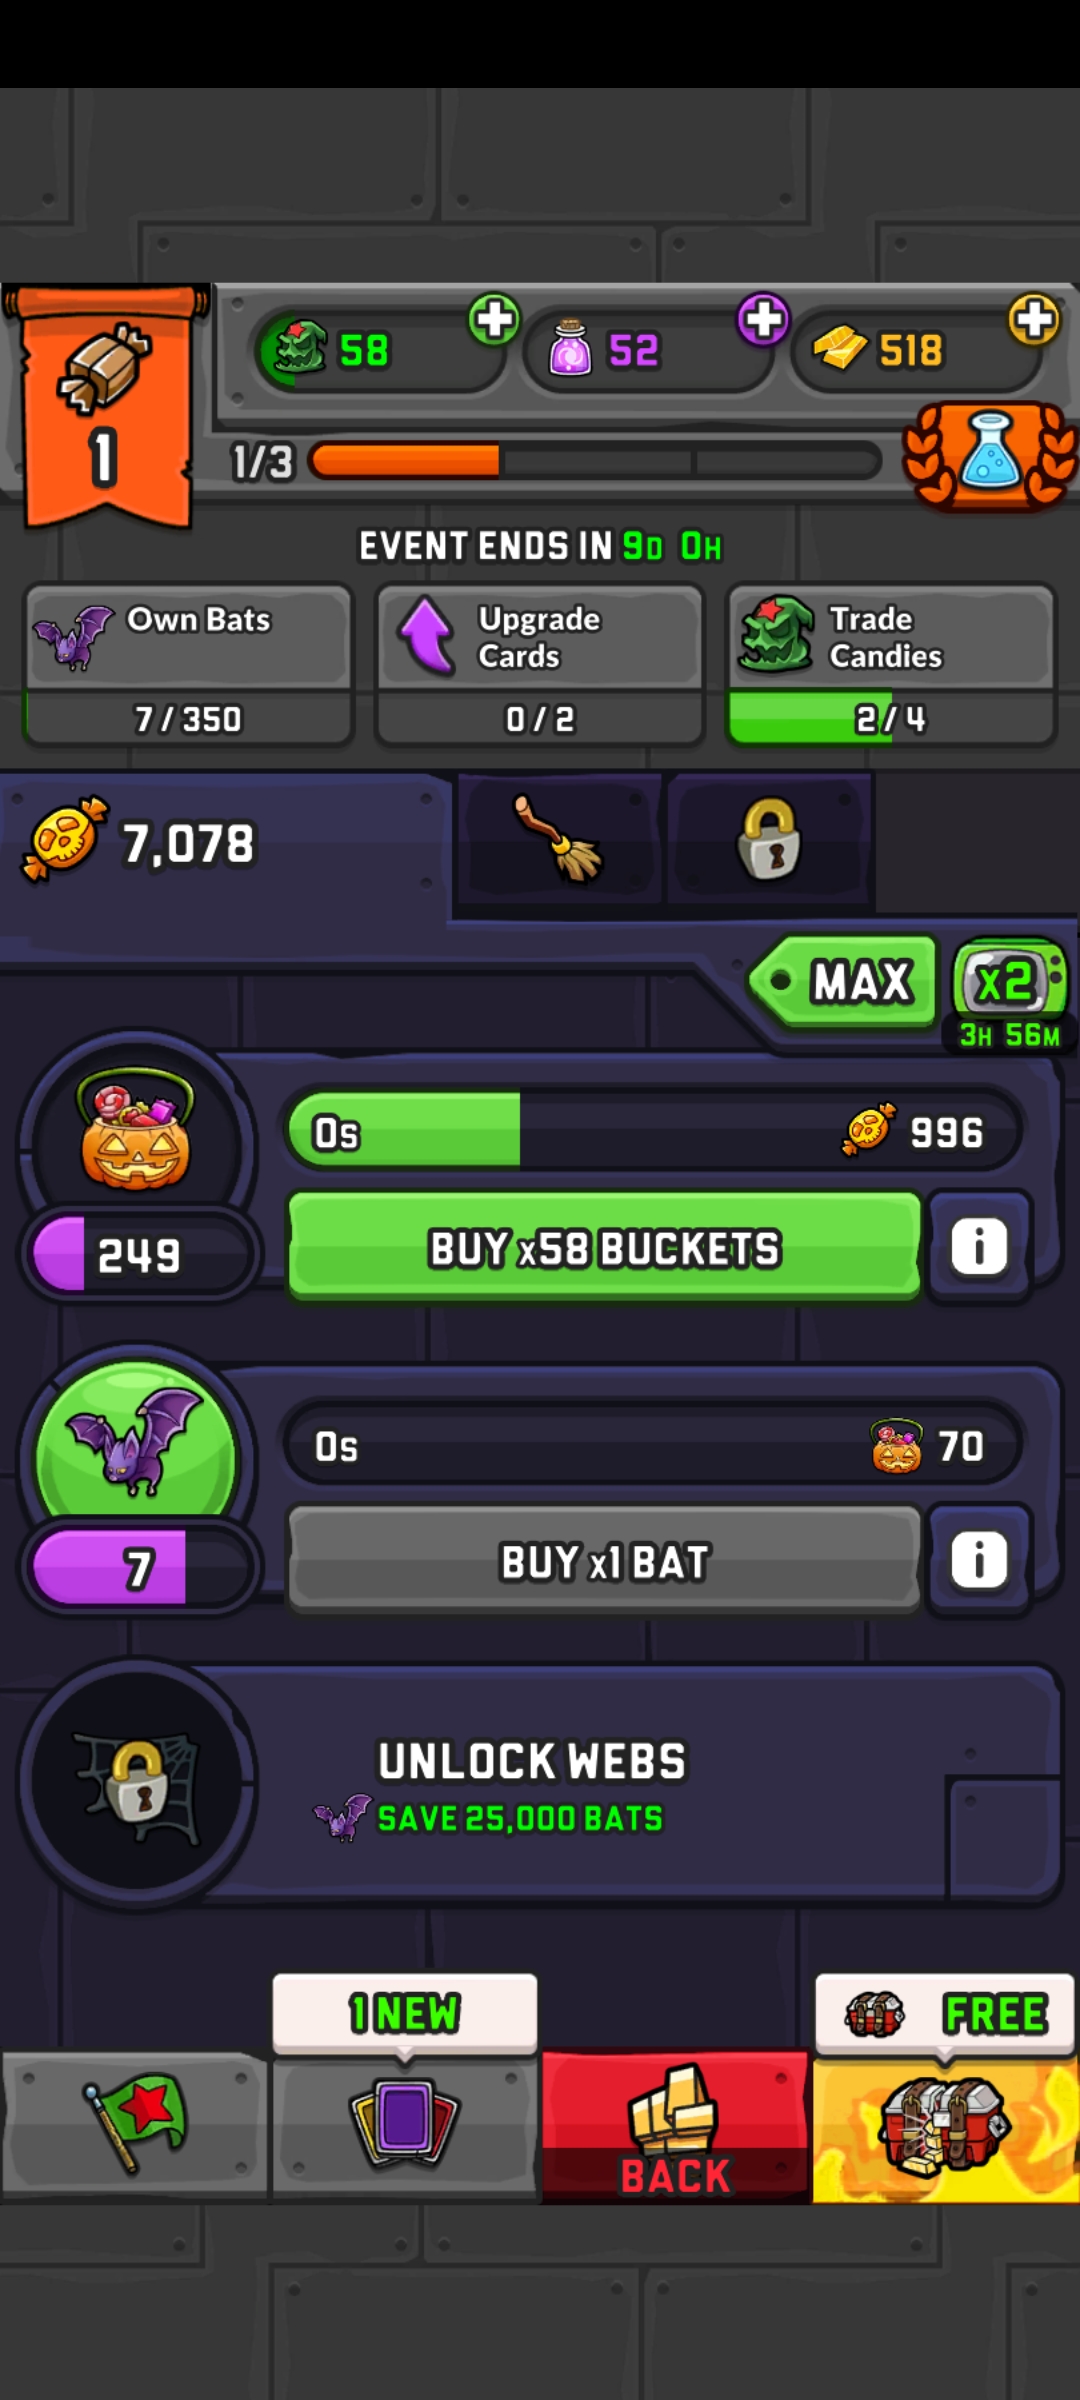 58
52
518
1
1/3
EVENT ENDS IN 9D 0H
Own Bats
7 / 350
Upgrade
Cards
0 / 2
Trade
Candies
2 / 4
7,078
MAX
x2
3H 56M
0s
996
249
BUY x58 BUCKETS
i
0s
70
7
BUY x1 BAT
i
UNLOCK WEBS
SAVE 25,000 BATS
1 NEW
FREE
BACK